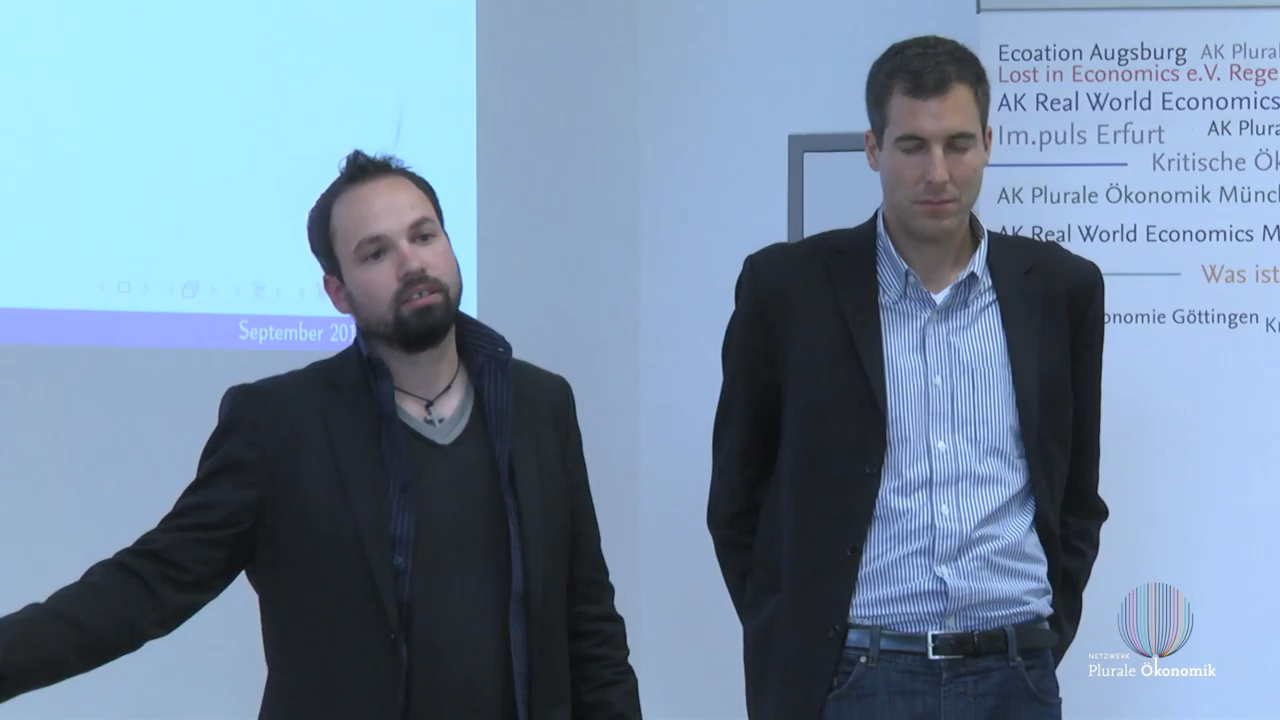 September 201
Ecoation Augsburg AK Plural
Lost in Economics e.V. Rege
AK Real World Economics
Im.puls Erfurt AK Plura
Kritische Ök
AK Plurale Ökonomik Münch
AK Real World Economics M
Was ist
onomie Göttingen
NETZWERK
Plurale Ökonomik